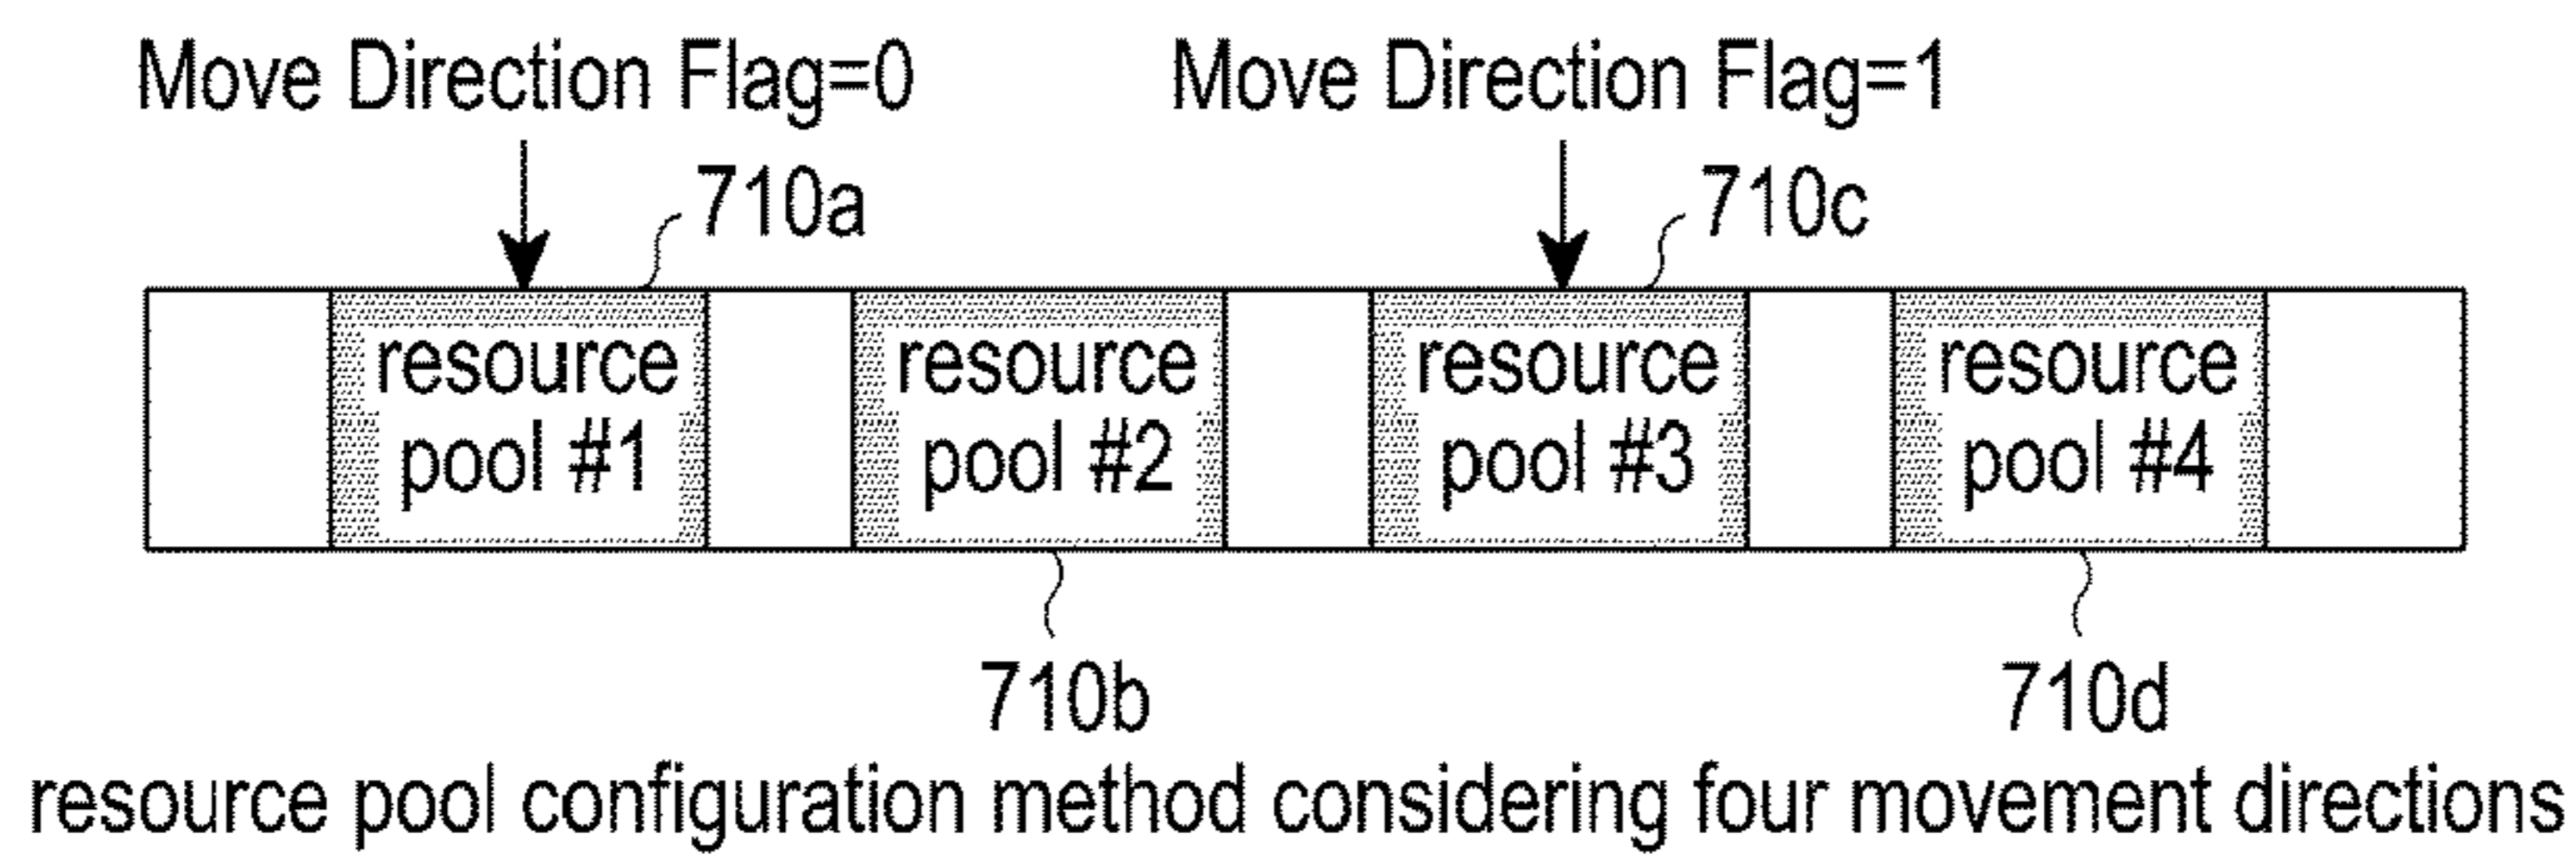 Move Direction Flag=0
Move Direction Flag=1
710a
710c
resource
pool #1
resource
pool #2
resource
pool #3
resource
pool #4
710b
710d
resource pool configuration method considering four movement directions